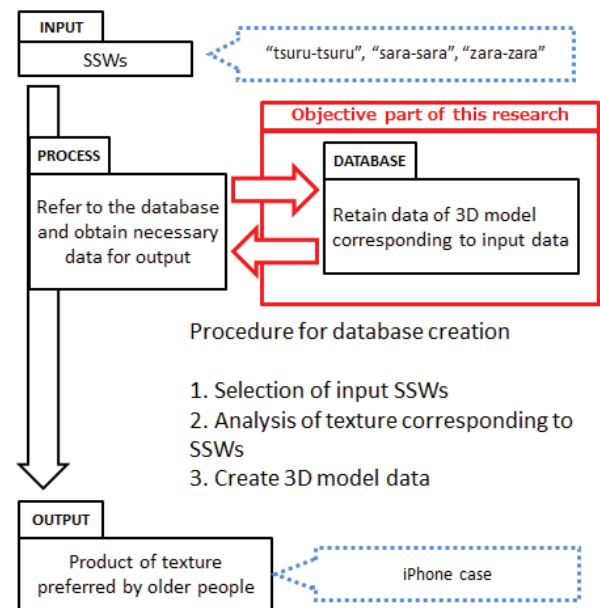 INPUT
SSWs
“tsuru-tsuru”, “sara-sara”, “zara-zara”
Objective part of this research
PROCESS
Refer to the database
and obtain necessary
data for output
DATABASE
Retain data of 3D model
corresponding to input data
Procedure for database creation
1. Selection of input SSWs
2. Analysis of texture corresponding to
SSWs
3. Create 3D model data
OUTPUT
Product of texture
preferred by older people
iPhone case